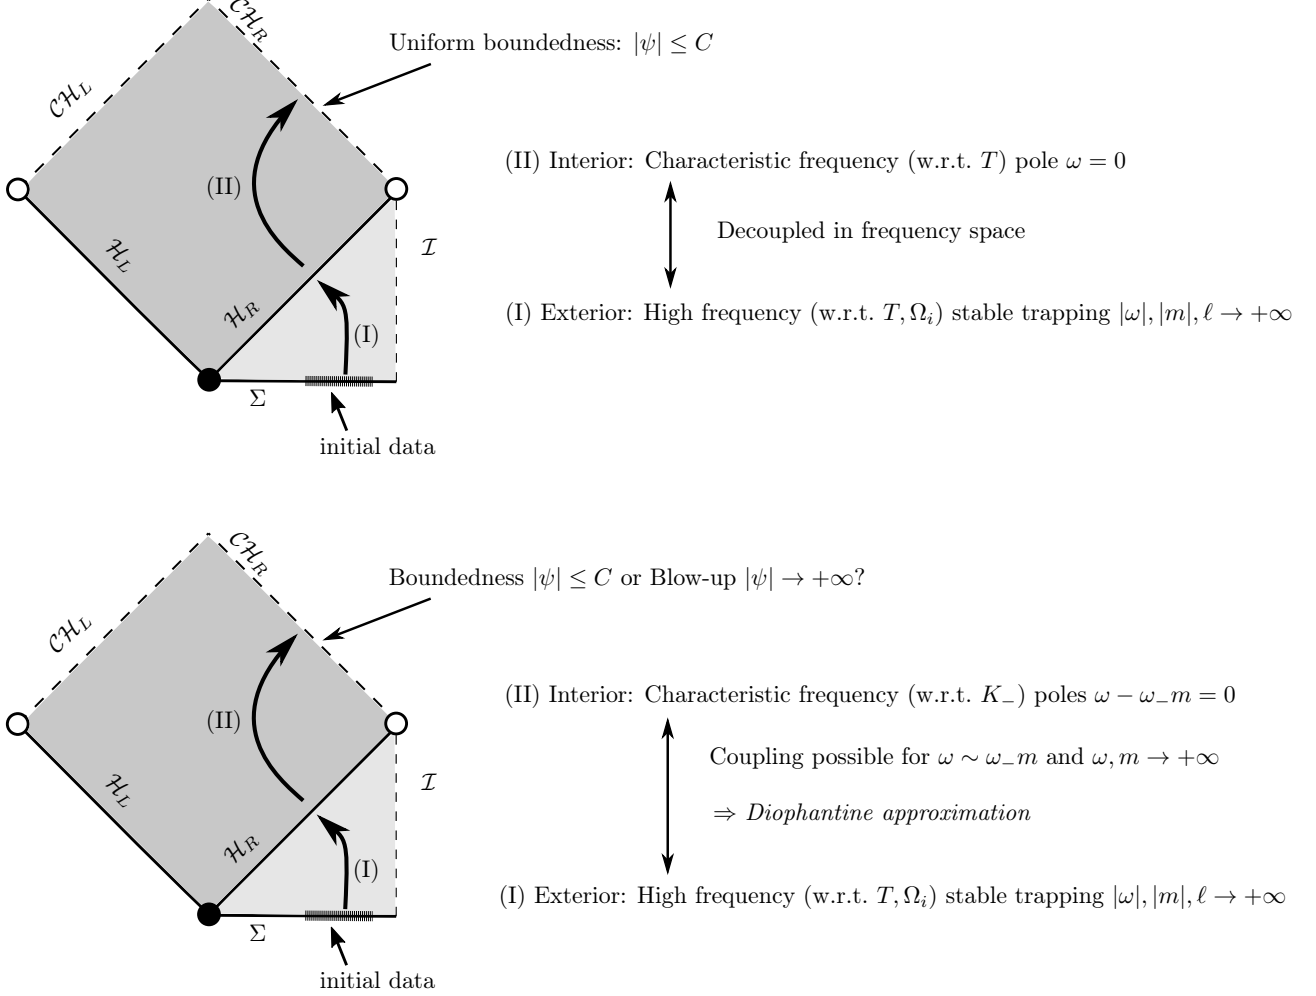 𝒞ℋ_R
Uniform boundedness: |ψ| ≤ C
𝒞ℋ_L
(II) Interior: Characteristic frequency (w.r.t. T) pole ω = 0
(II)
Decoupled in frequency space
ℋ_L
ℐ
ℋ_R
(I) Exterior: High frequency (w.r.t. T, Ω_i) stable trapping |ω|, |m|, ℓ → +∞
(I)
Σ
initial data
𝒞ℋ_R
Boundedness |ψ| ≤ C or Blow-up |ψ| → +∞?
𝒞ℋ_L
(II) Interior: Characteristic frequency (w.r.t. K_−) poles ω − ω_−m = 0
(II)
Coupling possible for ω ∼ ω_−m and ω, m → +∞
ℋ_L
ℐ
⇒ Diophantine approximation
ℋ_R
(I)
(I) Exterior: High frequency (w.r.t. T, Ω_i) stable trapping |ω|, |m|, ℓ → +∞
Σ
initial data